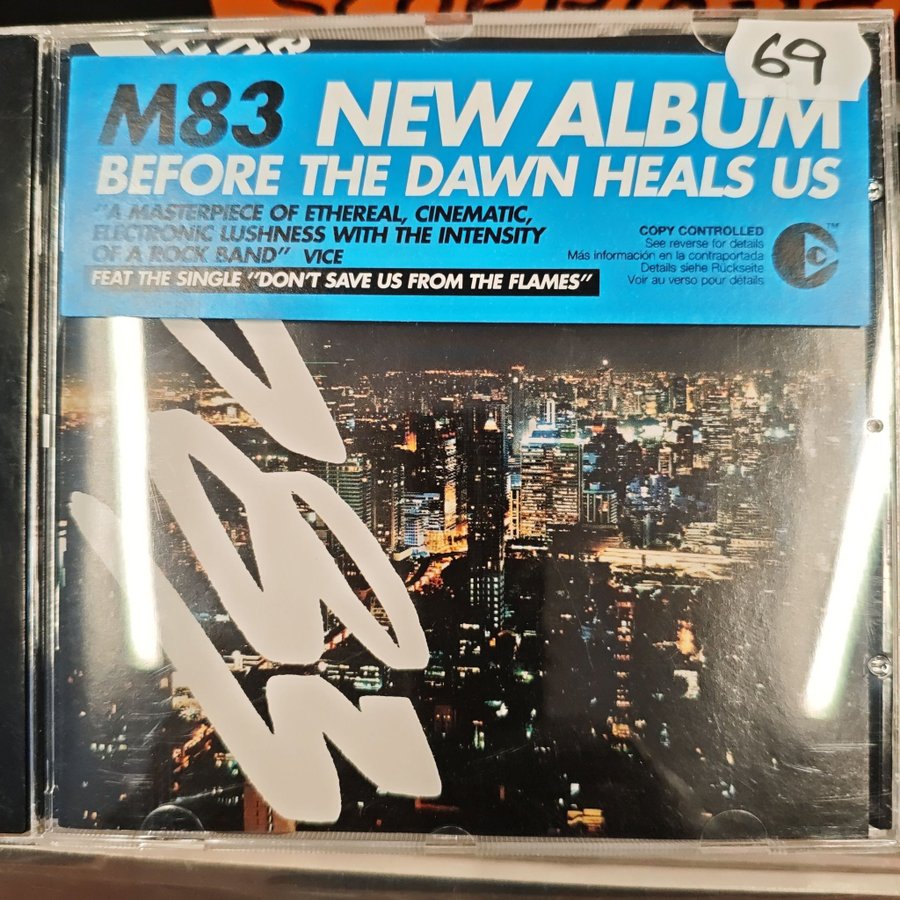 69
M83 NEW ALBUM
BEFORE THE DAWN HEALS US
"A MASTERPIECE OF ETHEREAL, CINEMATIC,
ELECTRONIC LUSHNESS WITH THE INTENSITY
OF A ROCK BAND" VICE
FEAT THE SINGLE "DON'T SAVE US FROM THE FLAMES"
COPY CONTROLLED
See reverse for details
Más información en la contraportada
Details siehe Rückseite
Voir au verso pour détails
TM